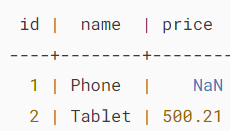 id |  name  | price
----+--------+--------
1 | Phone  |    NaN
2 | Tablet | 500.21